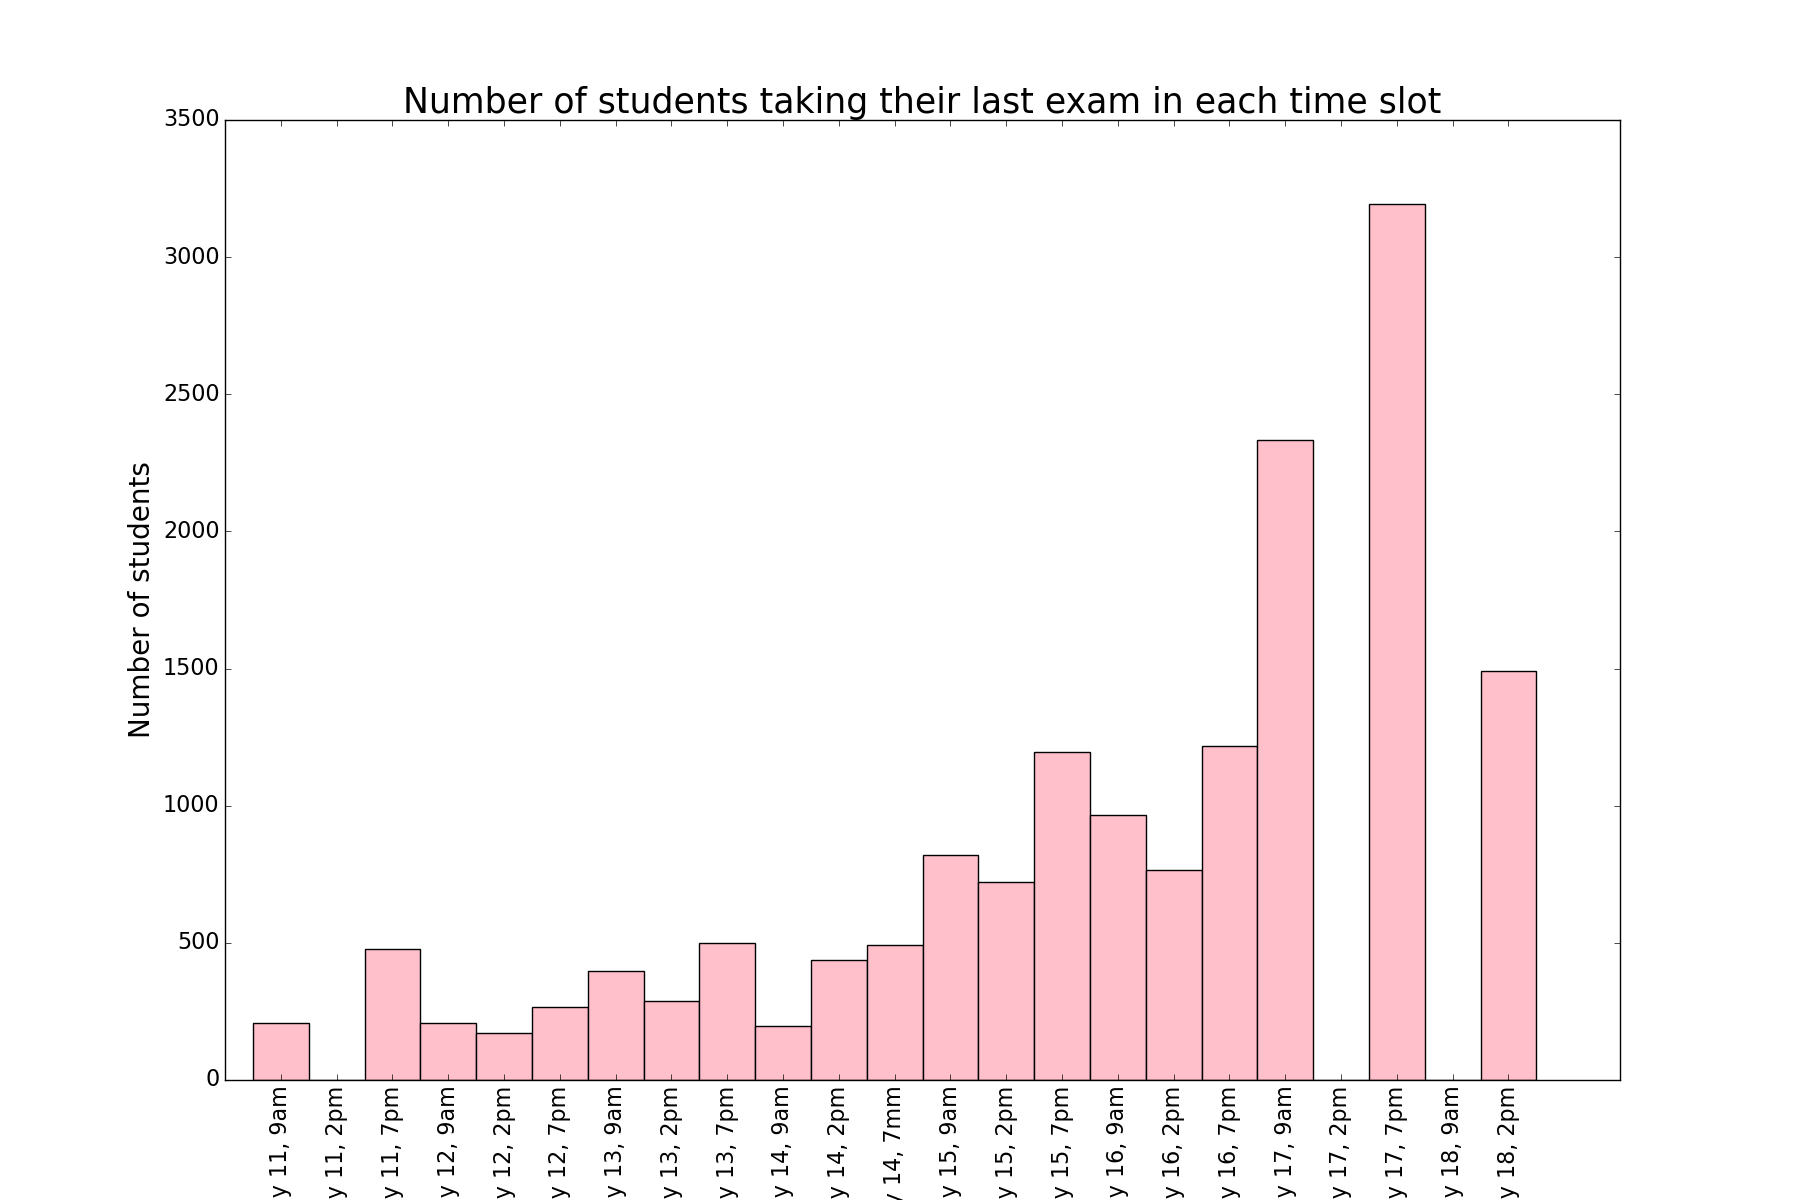 Number of students taking their last exam in each time slot
Number of students
3500
3000
2500
2000
1500
1000
500
0
y 11, 9am
y 11, 2pm
y 11, 7pm
y 12, 9am
y 12, 2pm
y 12, 7pm
y 13, 9am
y 13, 2pm
y 13, 7pm
y 14, 9am
y 14, 2pm
y 14, 7mm
y 15, 9am
y 15, 2pm
y 15, 7pm
y 16, 9am
y 16, 2pm
y 16, 7pm
y 17, 9am
y 17, 2pm
y 17, 7pm
y 18, 9am
y 18, 2pm